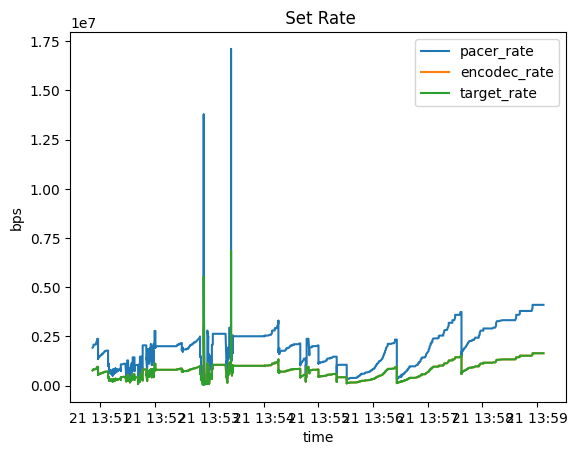 Set Rate
1e7
pacer_rate
encodec_rate
target_rate
1.75
1.50
1.25
1.00
0.75
0.50
0.25
0.00
bps
21 13:51 21 13:52 21 13:53 21 13:54 21 13:55 21 13:56 21 13:57 21 13:58 21 13:59
time